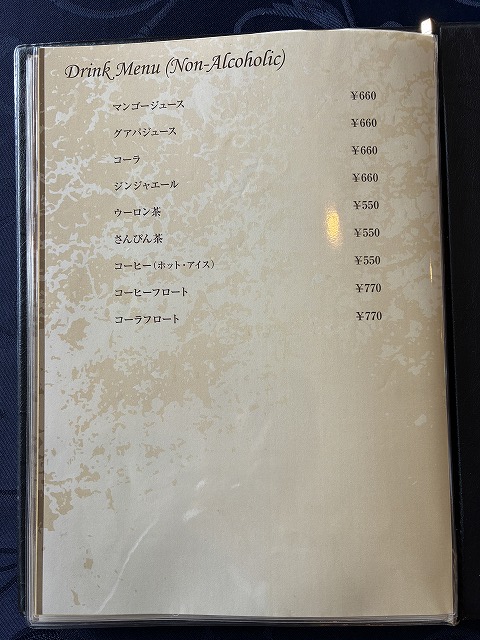 Drink Menu (Non-Alcoholic)
マンゴージュース ¥660
グアバジュース ¥660
コーラ ¥660
ジンジャエール ¥660
ウーロン茶 ¥550
さんぴん茶 ¥550
コーヒー(ホット・アイス) ¥550
コーヒーフロート ¥770
コーラフロート ¥770